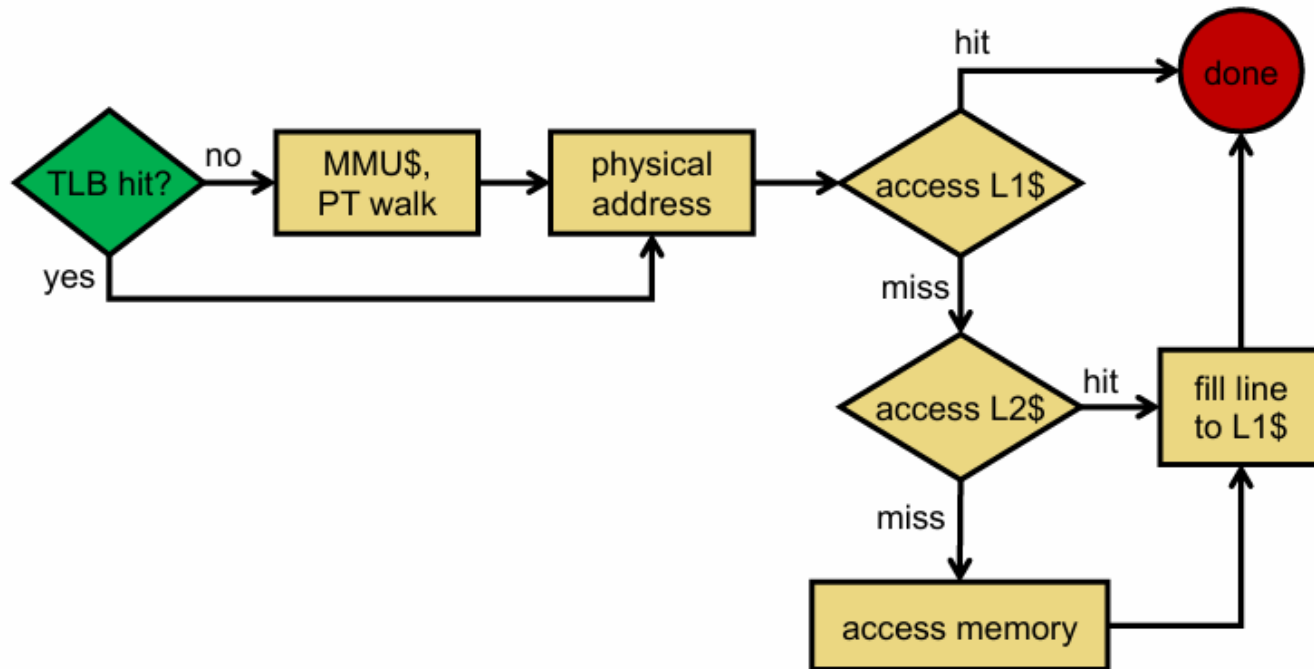 hit
done
TLB hit?
no
MMU$,
PT walk
physical
address
access L1$
yes
miss
access L2$
hit
fill line
to L1$
miss
access memory